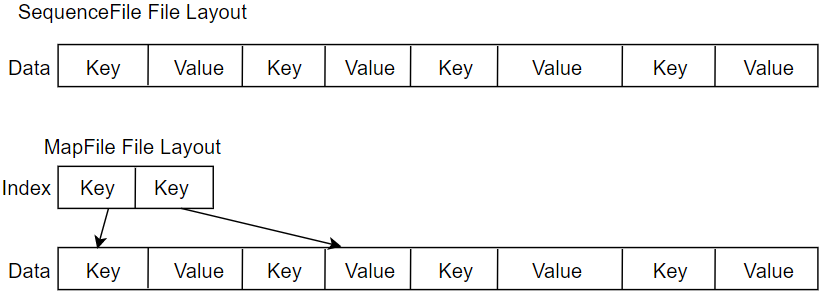 SequenceFile File Layout
Data Key Value Key Value Key Value Key Value
MapFile File Layout
Index Key Key
Data Key Value Key Value Key Value Key Value